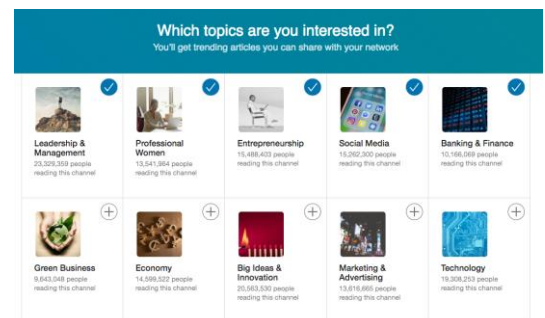 Which topics are you interested in?
You'll get trending articles you can share with your network
Leadership &
Management
23,329,359 people
reading this channel
Professional
Women
13,541,964 people
reading this channel
Entrepreneurship
15,488,403 people
reading this channel
Social Media
15,262,300 people
reading this channel
Banking & Finance
10,166,069 people
reading this channel
Green Business
9,643,048 people
reading this channel
Economy
14,599,522 people
reading this channel
Big Ideas &
Innovation
20,563,530 people
reading this channel
Marketing &
Advertising
13,616,665 people
reading this channel
Technology
19,308,253 people
reading this channel